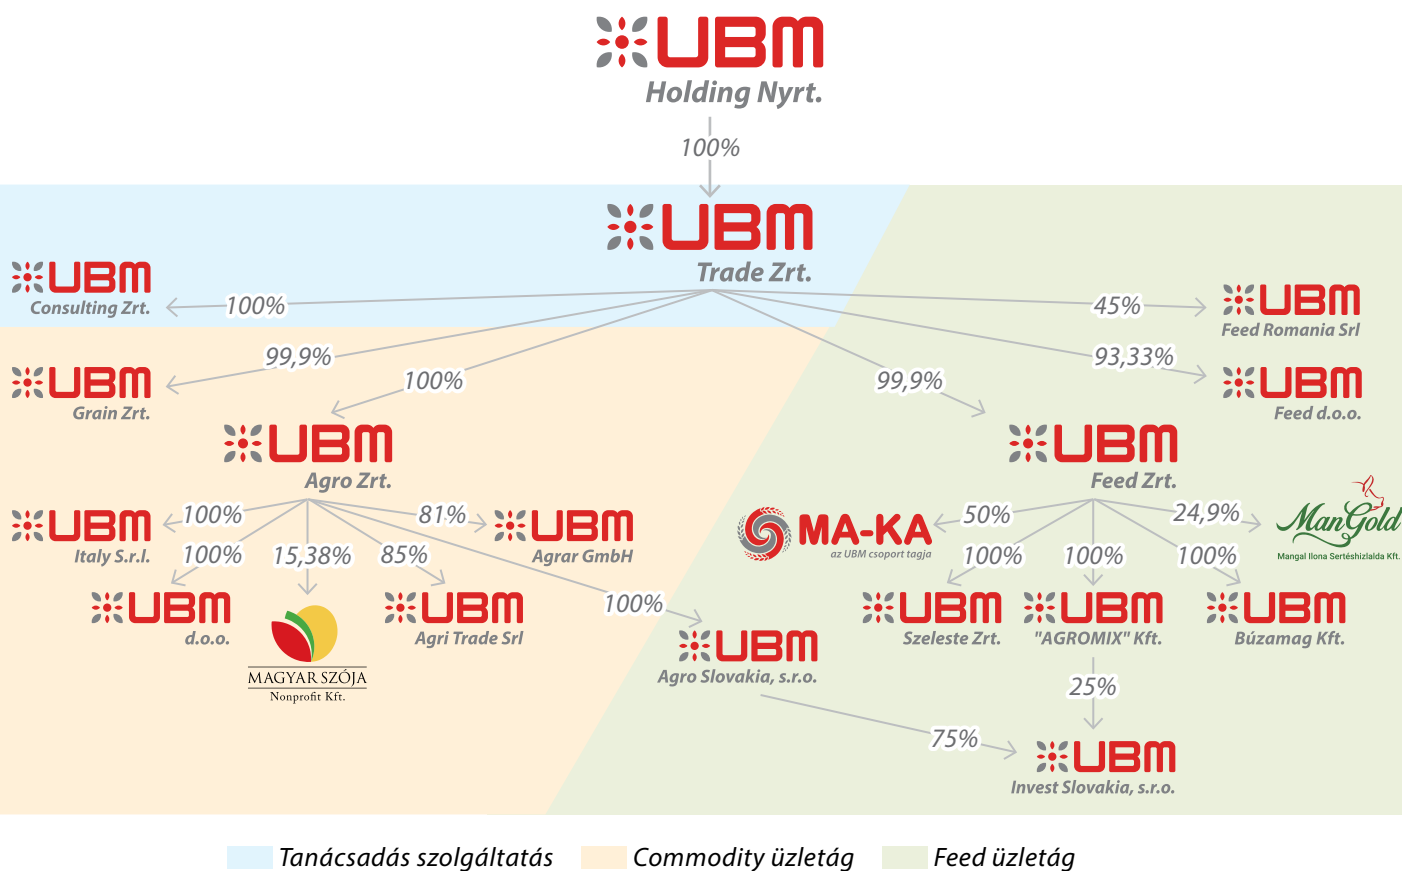 UBM
Holding Nyrt.
100%
UBM
Trade Zrt.
UBM
Consulting Zrt.
100%
45%
UBM
Feed Romania Srl
UBM
Grain Zrt.
99,9%
100%
99,9%
93,33%
UBM
Feed d.o.o.
UBM
Agro Zrt.
UBM
Feed Zrt.
UBM
Italy S.r.l.
100%
81%
UBM
Agrar GmbH
MA-KA
az UBM csoport tagja
50%
24,9%
ManGold
Mangal Ilona Sertéshizlalda Kft.
100%
15,38%
85%
100%
100%
100%
100%
UBM
d.o.o.
MAGYAR SZÓJA
Nonprofit Kft.
UBM
Agri Trade Srl
UBM
Agro Slovakia, s.r.o.
UBM
Szeleste Zrt.
UBM
"AGROMIX" Kft.
UBM
Búzamag Kft.
25%
75%
UBM
Invest Slovakia, s.r.o.
Tanácsadás szolgáltatás
Commodity üzletág
Feed üzletág